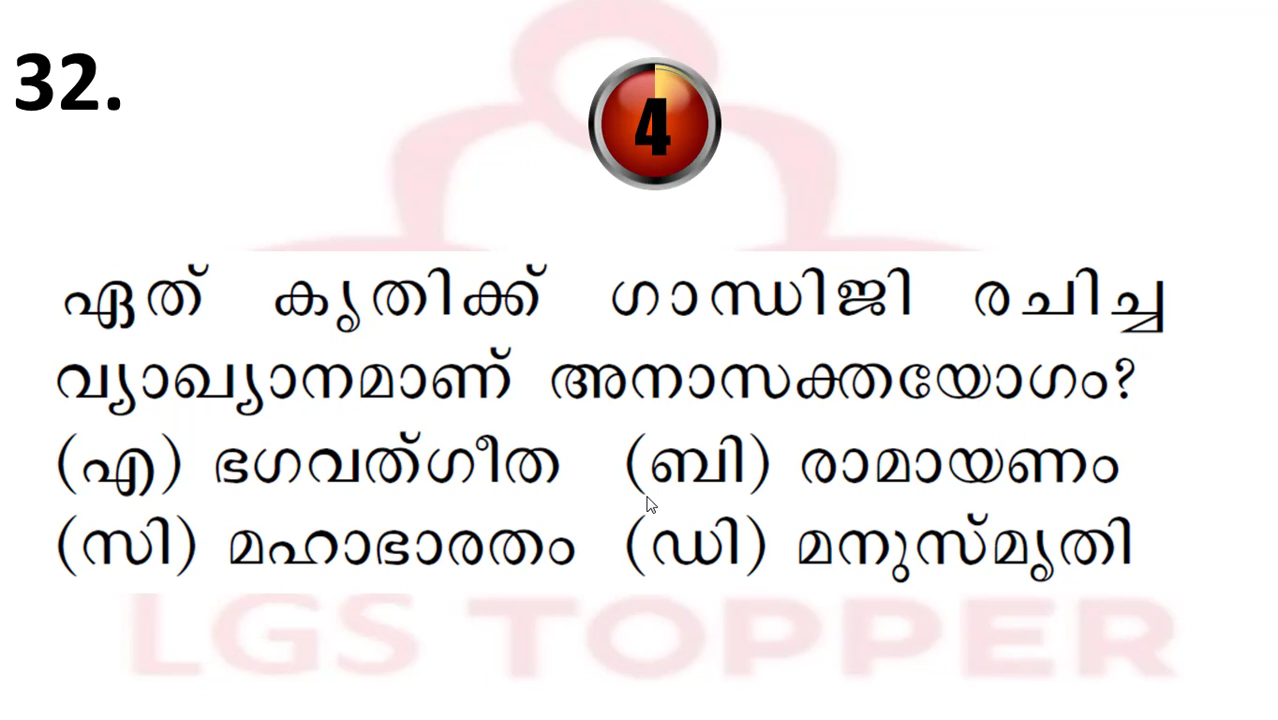 32.
4
ഏത് കൃതിക്ക് ഗാന്ധിജി രചിച്ച
വ്യാഖ്യാനമാണ് അനാസക്തയോഗം?
(എ) ഭഗവത്ഗീത (ബി) രാമായണം
(സി) മഹാഭാരതം (ഡി) മനുസ്മൃതി
LGS TOPPER